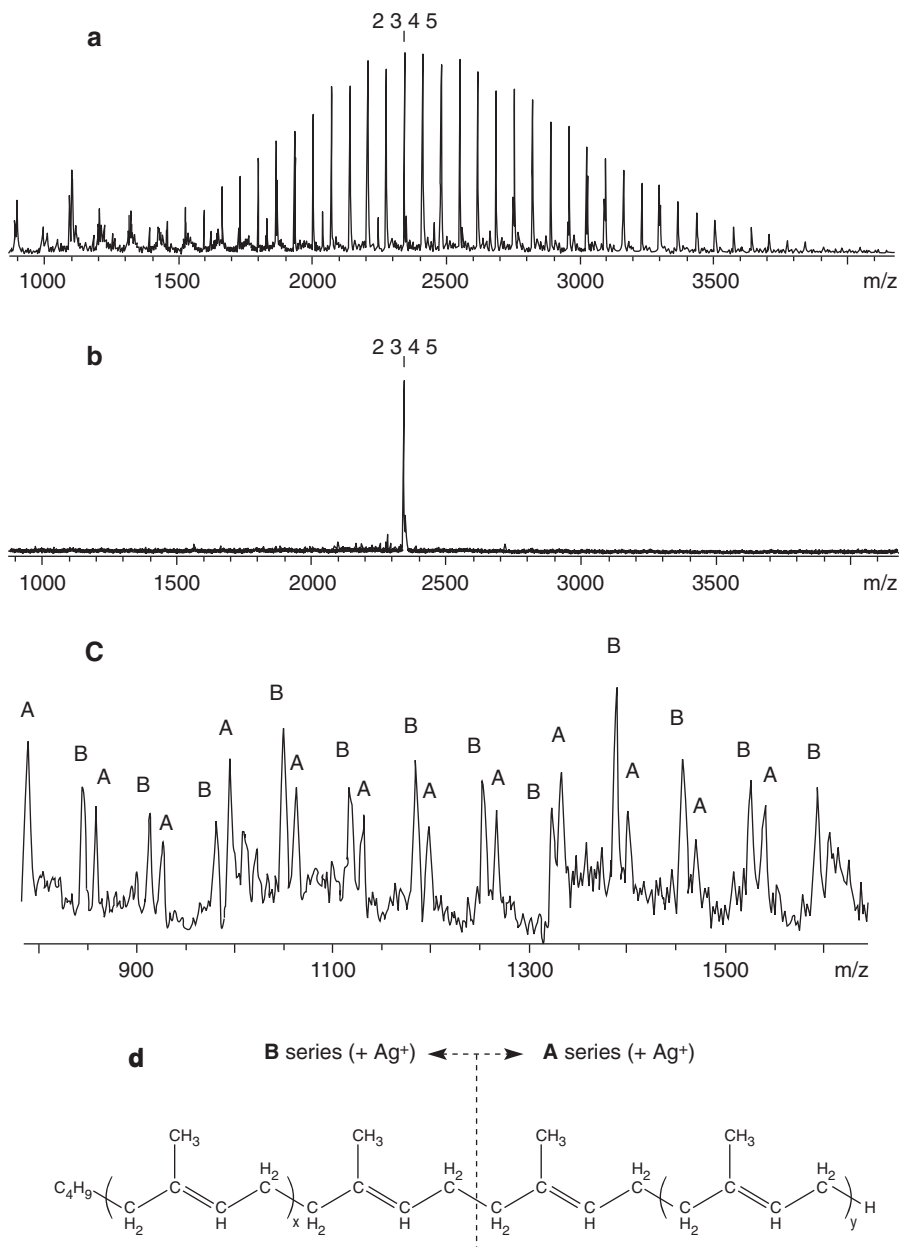 a
2 3 4 5
1000 1500 2000 2500 3000 3500 m/z
b
2 3 4 5
1000 1500 2000 2500 3000 3500 m/z
C
A B A B A B A B A B A B A B A B A B A B A B A B
900 1100 1300 1500 m/z
d
B series (+ Ag⁺) A series (+ Ag⁺)
CH₃ CH₃ CH₃ CH₃
H₂ H₂ H₂
C₄H₉ C C C C C C C C C C C C H
C C C C
H₂ H x H₂ H H₂ H H₂ H y